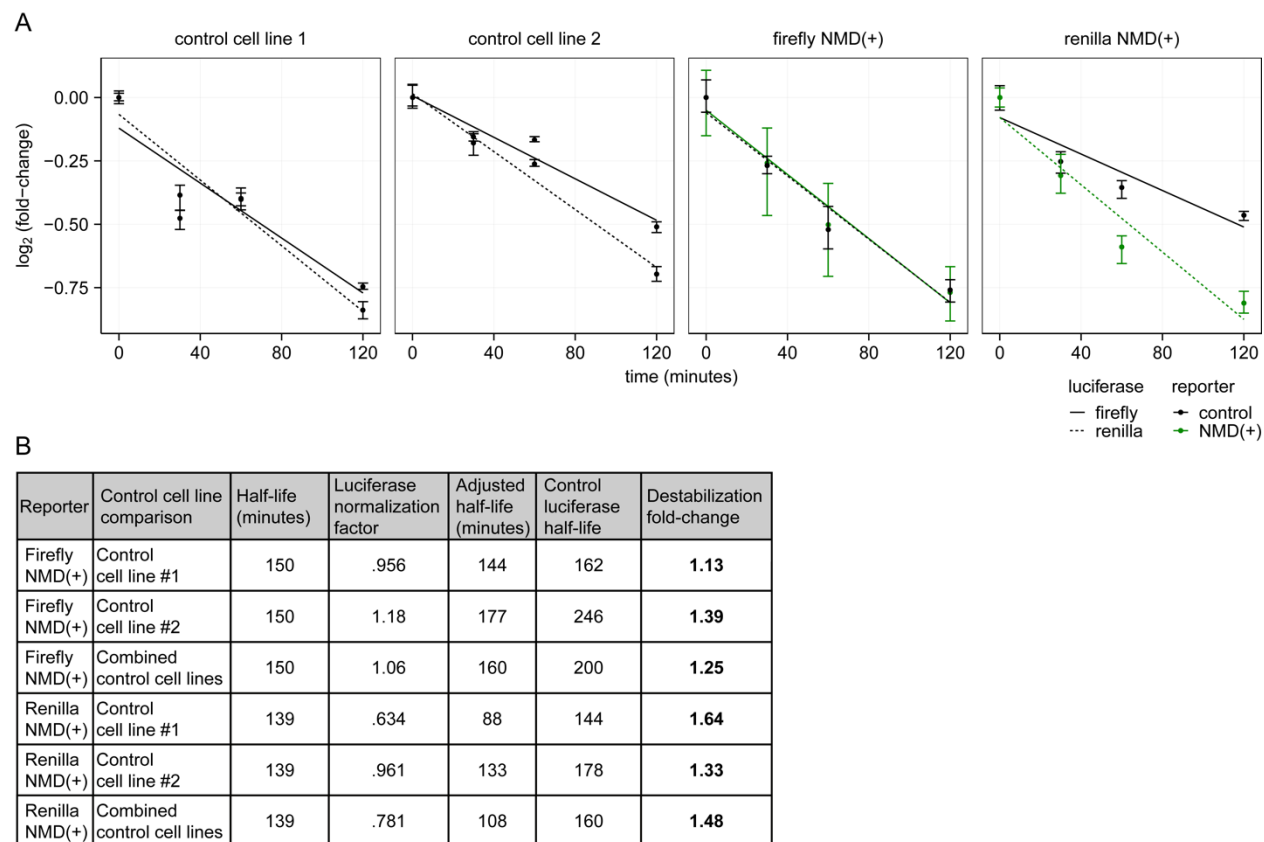 A
control cell line 1
control cell line 2
firefly NMD(+)
renilla NMD(+)
log2 (fold−change)
0.00
−0.25
−0.50
−0.75
0 40 80 120
0 40 80 120
0 40 80 120
0 40 80 120
time (minutes)
luciferase reporter
firefly control
renilla NMD(+)
B
Reporter
Control cell line
comparison
Half-life
(minutes)
Luciferase
normalization
factor
Adjusted
half-life
(minutes)
Control
luciferase
half-life
Destabilization
fold-change
Firefly
NMD(+)
Control
cell line #1
150
.956
144
162
1.13
Firefly
NMD(+)
Control
cell line #2
150
1.18
177
246
1.39
Firefly
NMD(+)
Combined
control cell lines
150
1.06
160
200
1.25
Renilla
NMD(+)
Control
cell line #1
139
.634
88
144
1.64
Renilla
NMD(+)
Control
cell line #2
139
.961
133
178
1.33
Renilla
NMD(+)
Combined
control cell lines
139
.781
108
160
1.48